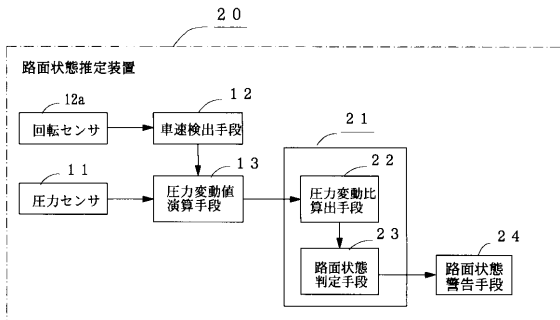 ２０
路面状態推定装置
12a
回転センサ
１２
車速検出手段
１１
圧力センサ
１３
圧力変動値
演算手段
２１
２２
圧力変動比
算出手段
２３
路面状態
判定手段
２４
路面状態
警告手段